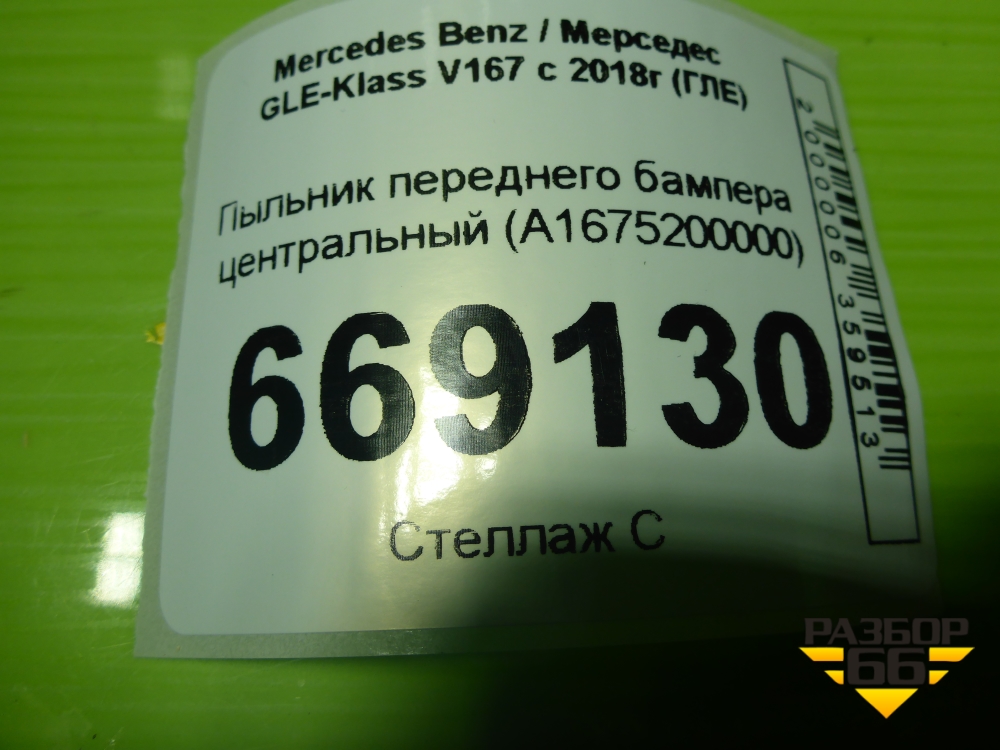 Mercedes Benz / Мерседес
GLE-Klass V167 с 2018г (ГЛЕ)
Пыльник переднего бампера
центральный (A1675200000)
669130
Стеллаж С
2000006359513
РАЗБОР
66